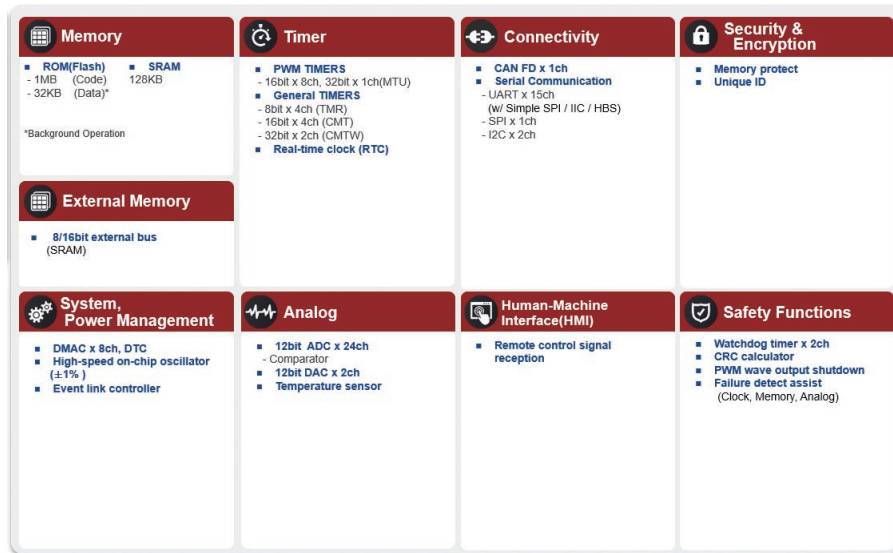 Memory
■ ROM(Flash) ■ SRAM
- 1MB (Code) 128KB
- 32KB (Data)*
*Background Operation
External Memory
■ 8/16bit external bus
(SRAM)
Timer
■ PWM TIMERS
- 16bit x 8ch, 32bit x 1ch(MTU)
■ General TIMERS
- 8bit x 4ch (TMR)
- 16bit x 4ch (CMT)
- 32bit x 2ch (CMTW)
■ Real-time clock (RTC)
Connectivity
■ CAN FD x 1ch
■ Serial Communication
- UART x 15ch
(w/ Simple SPI / IIC / HBS)
- SPI x 1ch
- I2C x 2ch
Security &
Encryption
■ Memory protect
■ Unique ID
System,
Power Management
■ DMAC x 8ch, DTC
■ High-speed on-chip oscillator
(±1% )
■ Event link controller
Analog
■ 12bit ADC x 24ch
- Comparator
■ 12bit DAC x 2ch
■ Temperature sensor
Human-Machine
Interface(HMI)
■ Remote control signal
reception
Safety Functions
■ Watchdog timer x 2ch
■ CRC calculator
■ PWM wave output shutdown
■ Failure detect assist
(Clock, Memory, Analog)